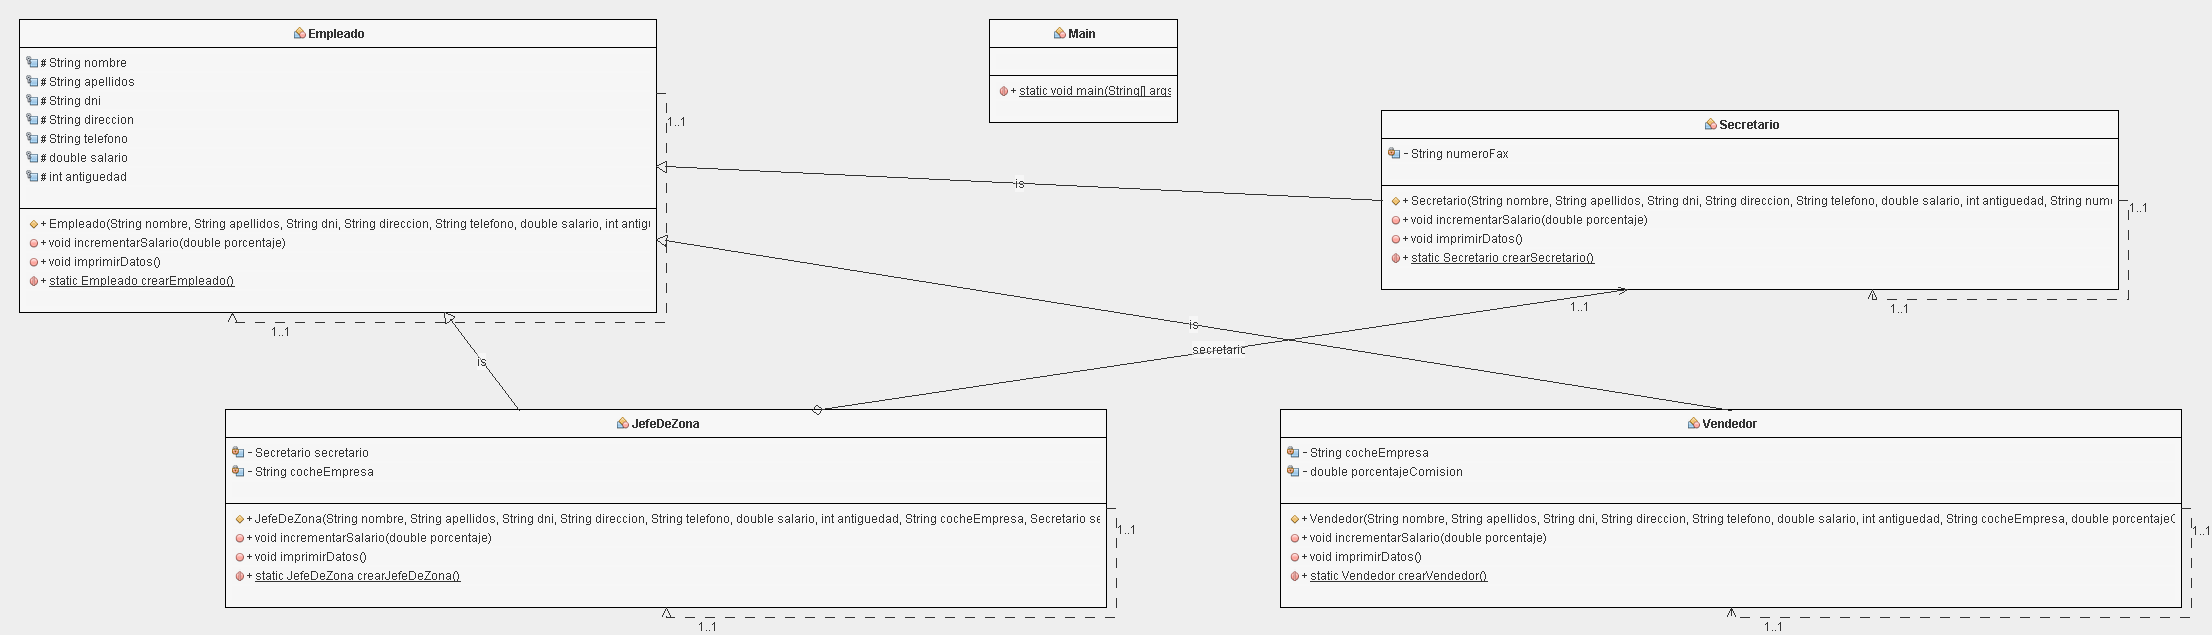 Empleado
# String nombre
# String apellidos
# String dni
# String direccion
# String telefono
# double salario
# int antiguedad
+ Empleado(String nombre, String apellidos, String dni, String direccion, String telefono, double salario, int antigu
+ void incrementarSalario(double porcentaje)
+ void imprimirDatos()
+ static Empleado crearEmpleado()
1..1
1..1
Main
+ static void main(String[] args
Secretario
- String numeroFax
+ Secretario(String nombre, String apellidos, String dni, String direccion, String telefono, double salario, int antiguedad, String num
+ void incrementarSalario(double porcentaje)
+ void imprimirDatos()
+ static Secretario crearSecretario()
1..1
1..1
1..1
is
is
is
secretario
JefeDeZona
- Secretario secretario
- String cocheEmpresa
+ JefeDeZona(String nombre, String apellidos, String dni, String direccion, String telefono, double salario, int antiguedad, String cocheEmpresa, Secretario se
+ void incrementarSalario(double porcentaje)
+ void imprimirDatos()
+ static JefeDeZona crearJefeDeZona()
1..1
1..1
Vendedor
- String cocheEmpresa
- double porcentajeComision
+ Vendedor(String nombre, String apellidos, String dni, String direccion, String telefono, double salario, int antiguedad, String cocheEmpresa, double porcentajeC
+ void incrementarSalario(double porcentaje)
+ void imprimirDatos()
+ static Vendedor crearVendedor()
1..1
1..1